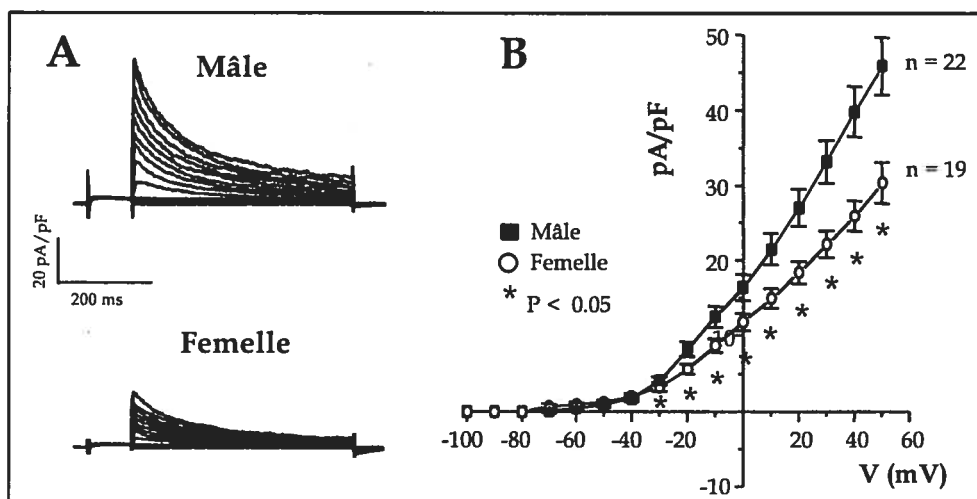 A
Mâle
20 pA/pF
200 ms
Femelle
B
pA/pF
50
40
30
20
10
-10
-100
-80
-60
-40
-20
20
40
60
V (mV)
n = 22
n = 19
Mâle
Femelle
* P < 0.05
* * * * * * * * *